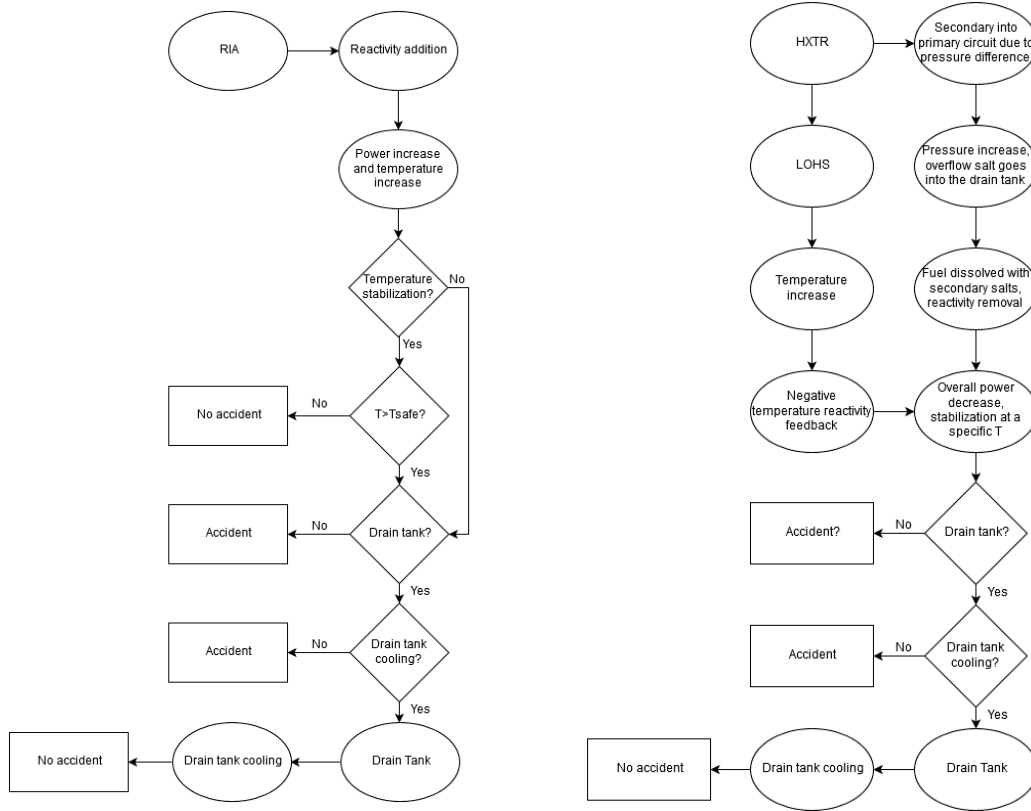 RIA
Reactivity addition
Power increase
and temperature
increase
Temperature
stabilization?
No
Yes
T>Tsafe?
No
No accident
Yes
Drain tank?
No
Accident
Yes
Drain tank
cooling?
No
Accident
Yes
Drain Tank
Drain tank cooling
No accident
HXTR
Secondary into
primary circuit due to
pressure difference
LOHS
Pressure increase,
overflow salt goes
into the drain tank
Temperature
increase
Fuel dissolved with
secondary salts,
reactivity removal
Negative
temperature reactivity
feedback
Overall power
decrease,
stabilization at a
specific T
Drain tank?
No
Accident?
Yes
Drain tank
cooling?
No
Accident
Yes
Drain Tank
Drain tank cooling
No accident